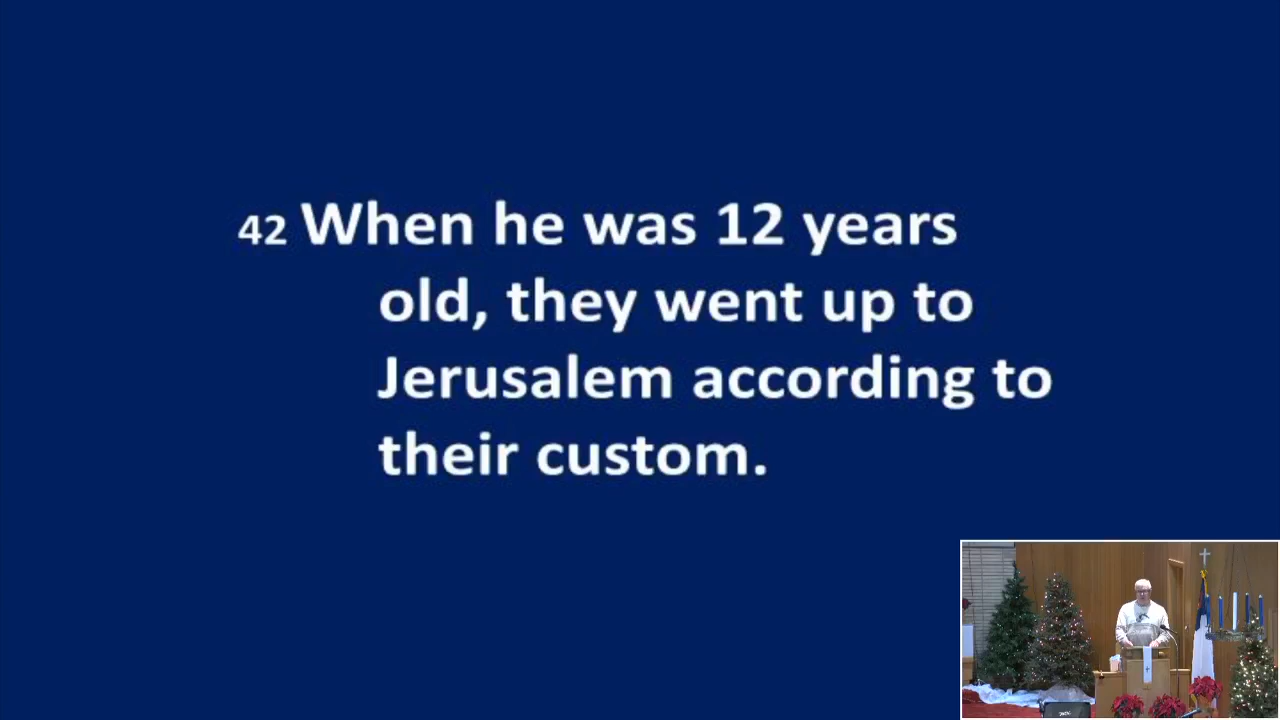 42 When he was 12 years
old, they went up to
Jerusalem according to
their custom.